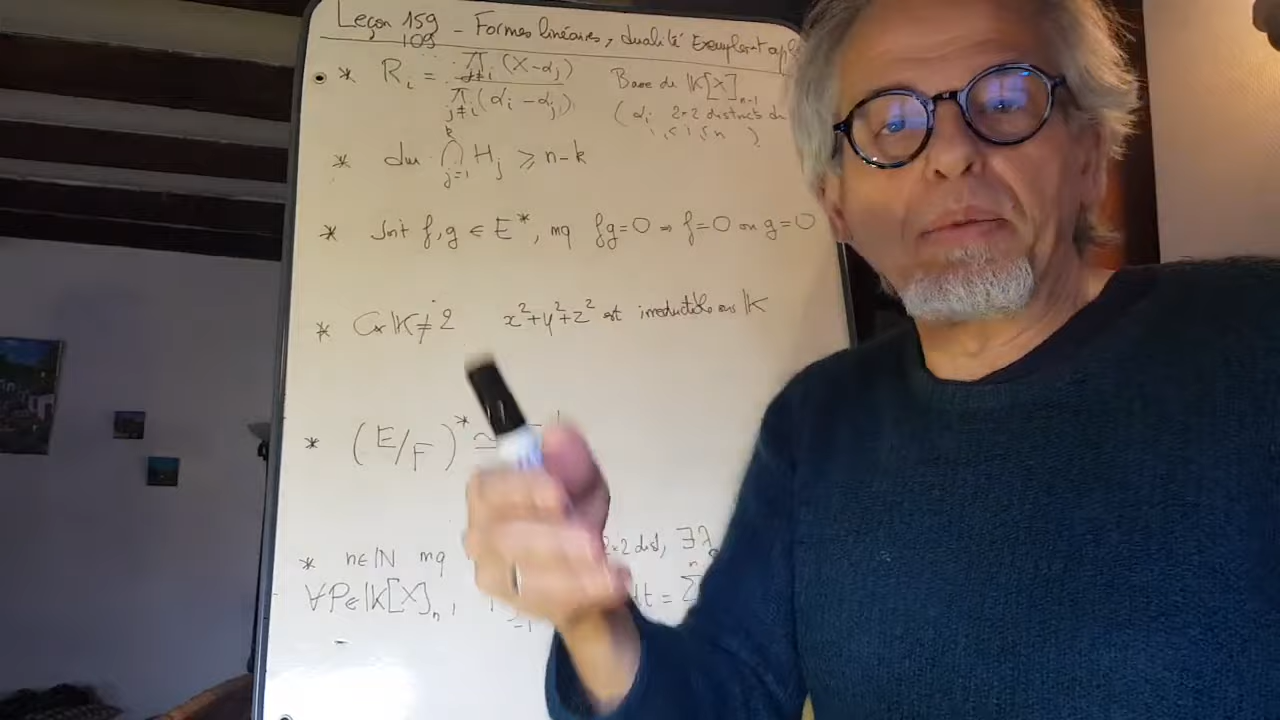 Leçon 159 - Formes linéaires, dualité Exemples et appl
109
* R_i = ∏_{j≠i} (X-α_j) / ∏_{j≠i} (α_i - α_j) Base de K[X]_{n-1}
(α_i 2 à 2 distincts
1 ≤ i ≤ n )
* dim ⋂_{j=1}^{k} H_j ⩾ n-k
* Soit f, g ∈ E*, mq fg = 0 ⇒ f = 0 ou g = 0
* Car K ≠ 2 x²+y²+z² est irréductible sur K
* (E/F)* ≃
* n ∈ N mq 2 à 2 dist, ∃ λ
∀P ∈ K[X]_n, dt = Σ